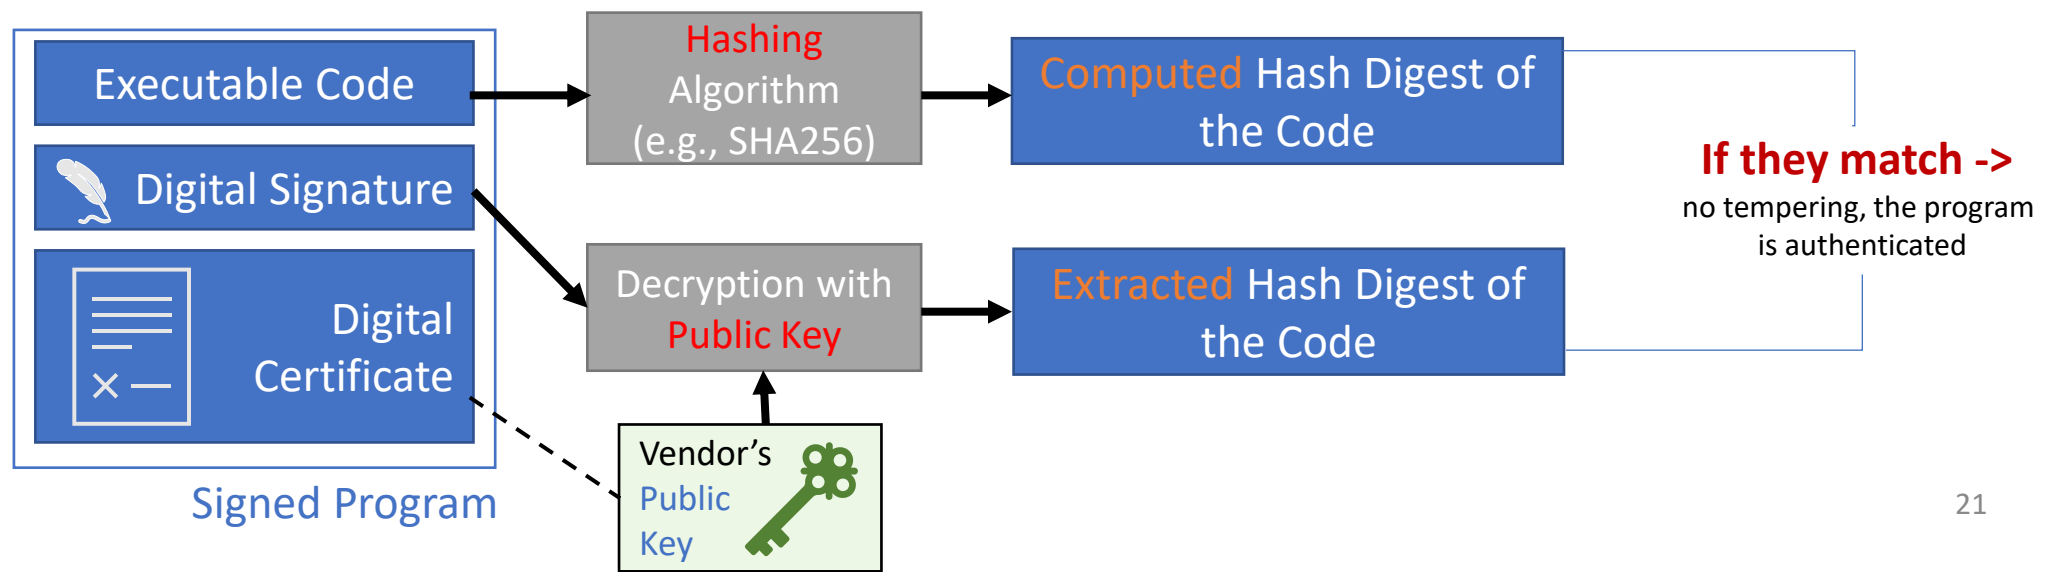 Executable Code
Digital Signature
Digital
Certificate
Signed Program
Hashing
Algorithm
(e.g., SHA256)
Decryption with
Public Key
Vendor’s
Public
Key
Computed Hash Digest of
the Code
Extracted Hash Digest of
the Code
If they match ->
no tempering, the program
is authenticated
21